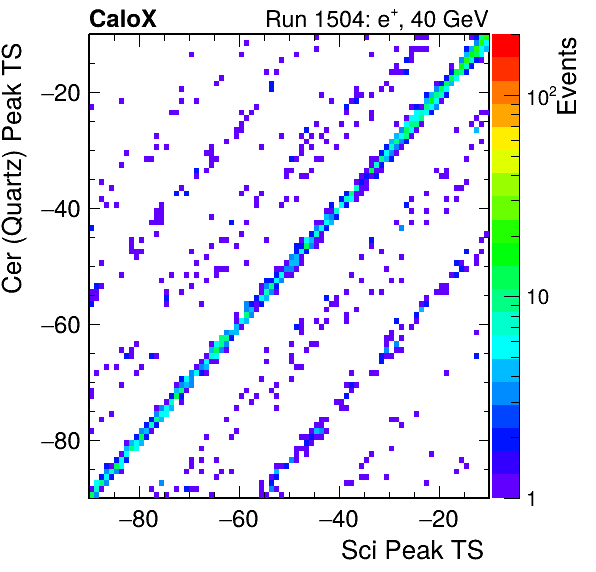 CaloX Run 1504: e⁺, 40 GeV
Cer (Quartz) Peak TS
−20
−40
−60
−80
−80 −60 −40 −20
Sci Peak TS
Events
10²
10
1